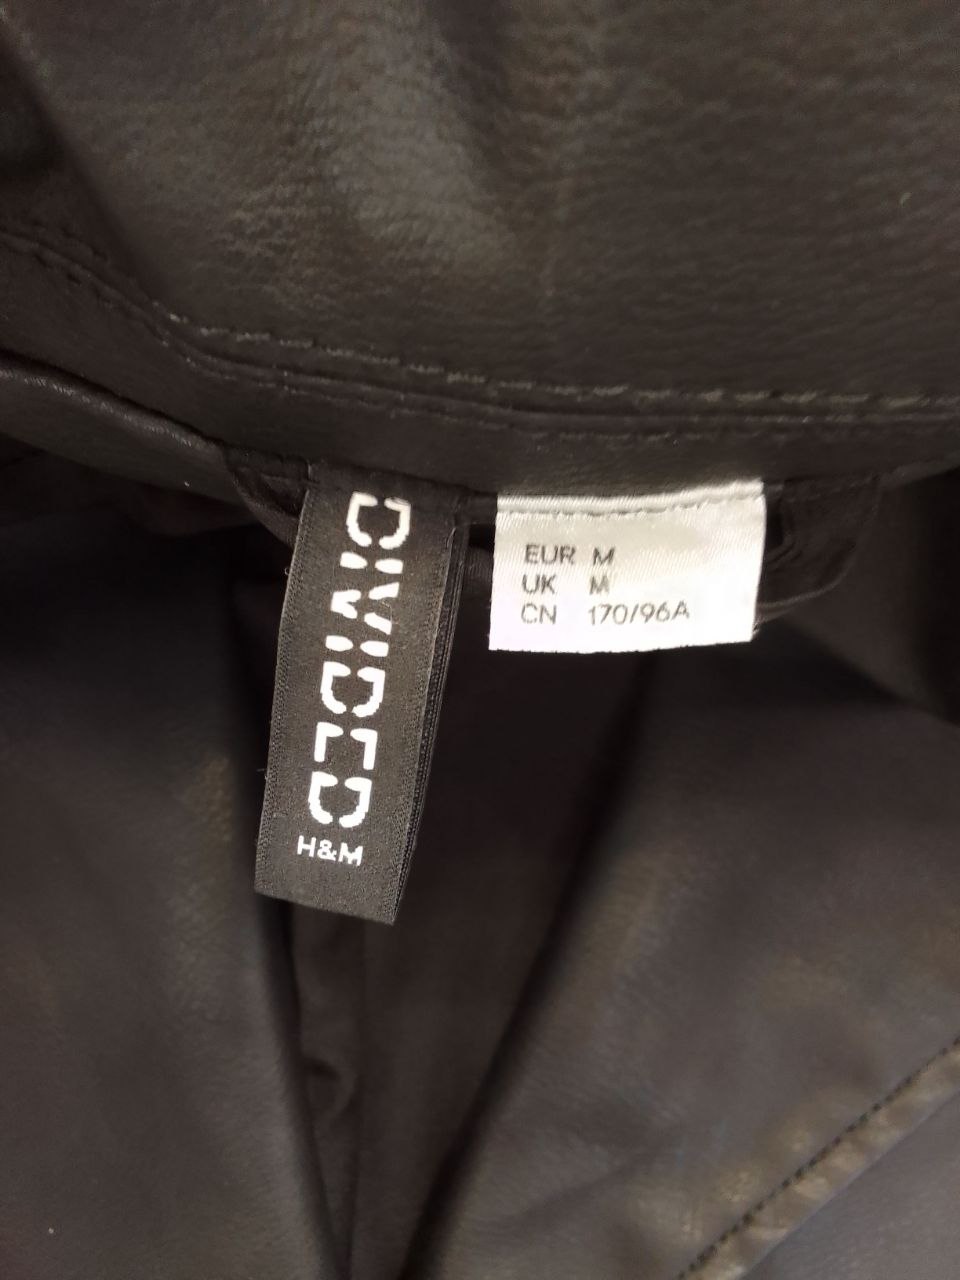 DIVIDED
H&M
EUR M
UK M
CN 170/96A